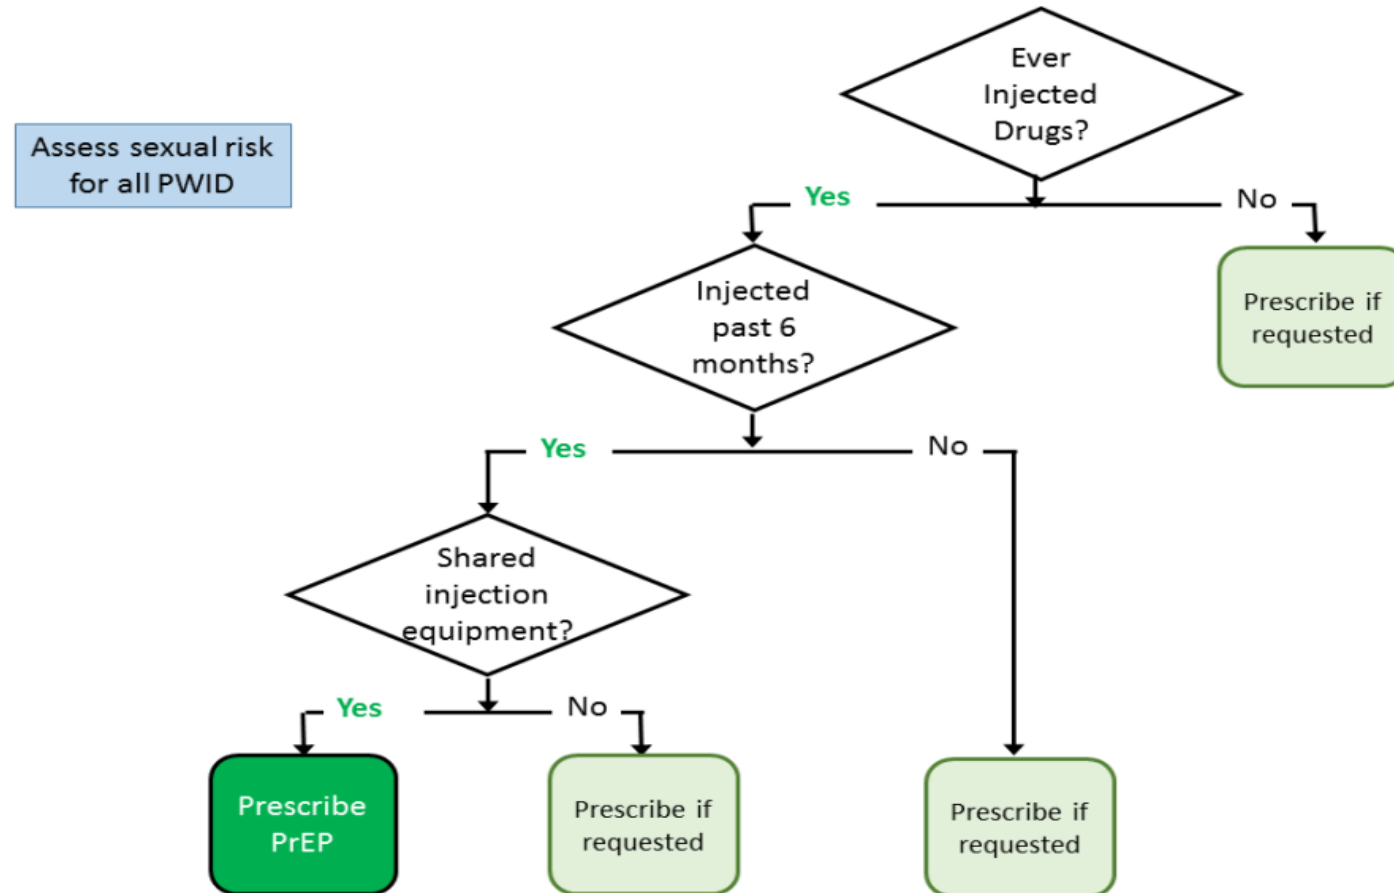 Ever
Injected
Drugs?
Assess sexual risk
for all PWID
Yes
No
Injected
past 6
months?
Prescribe if
requested
Yes
No
Shared
injection
equipment?
Yes
No
Prescribe
PrEP
Prescribe if
requested
Prescribe if
requested